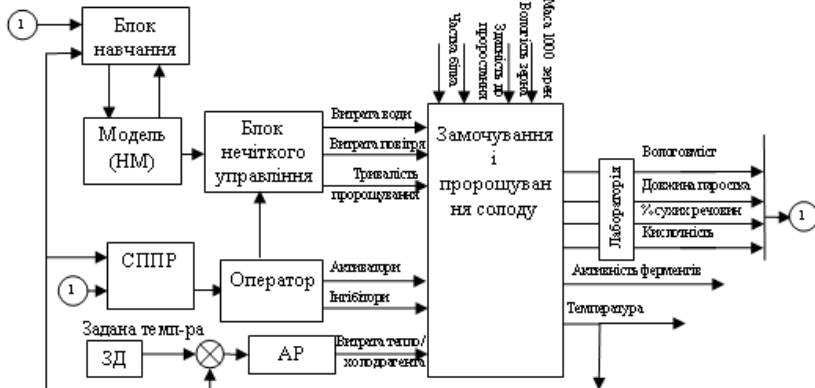 1
Блок
навчання
Модель
(НМ)
Блок
нечіткого
управління
Витрата води
Витрата повітря
Тривалість
пророщування
Частка білка
Здатність до
проростання
Вологість зерна
Маса 1000 зерен
Замочування
і
пророщуван
ня солоду
Лабораторія
Вологовміст
Довжина паростка
% сухих речовин
Кислотність
1
Активність ферментів
Температура
СППР
1
Оператор
Активатори
Інгібітори
Задана темп-ра
ЗД
АР
Витрата тепло/
холодагента